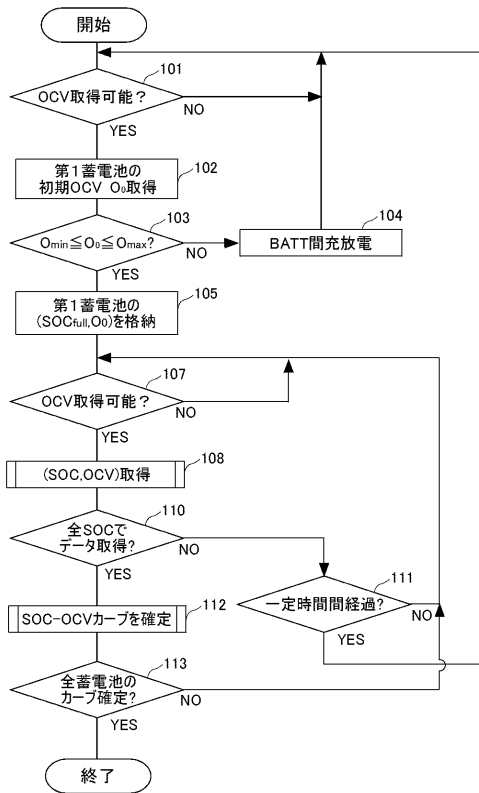 開始
101
OCV取得可能？
NO
YES
第1蓄電池の
初期OCV O₀取得
102
103
Omin≦O₀≦Omax?
NO
YES
104
BATT間充放電
105
第1蓄電池の
(SOCfull,O₀)を格納
107
OCV取得可能？
NO
YES
108
(SOC,OCV)取得
110
全SOCで
データ取得?
NO
YES
111
一定時間間経過?
NO
YES
112
SOC-OCVカーブを確定
113
全蓄電池の
カーブ確定?
NO
YES
終了